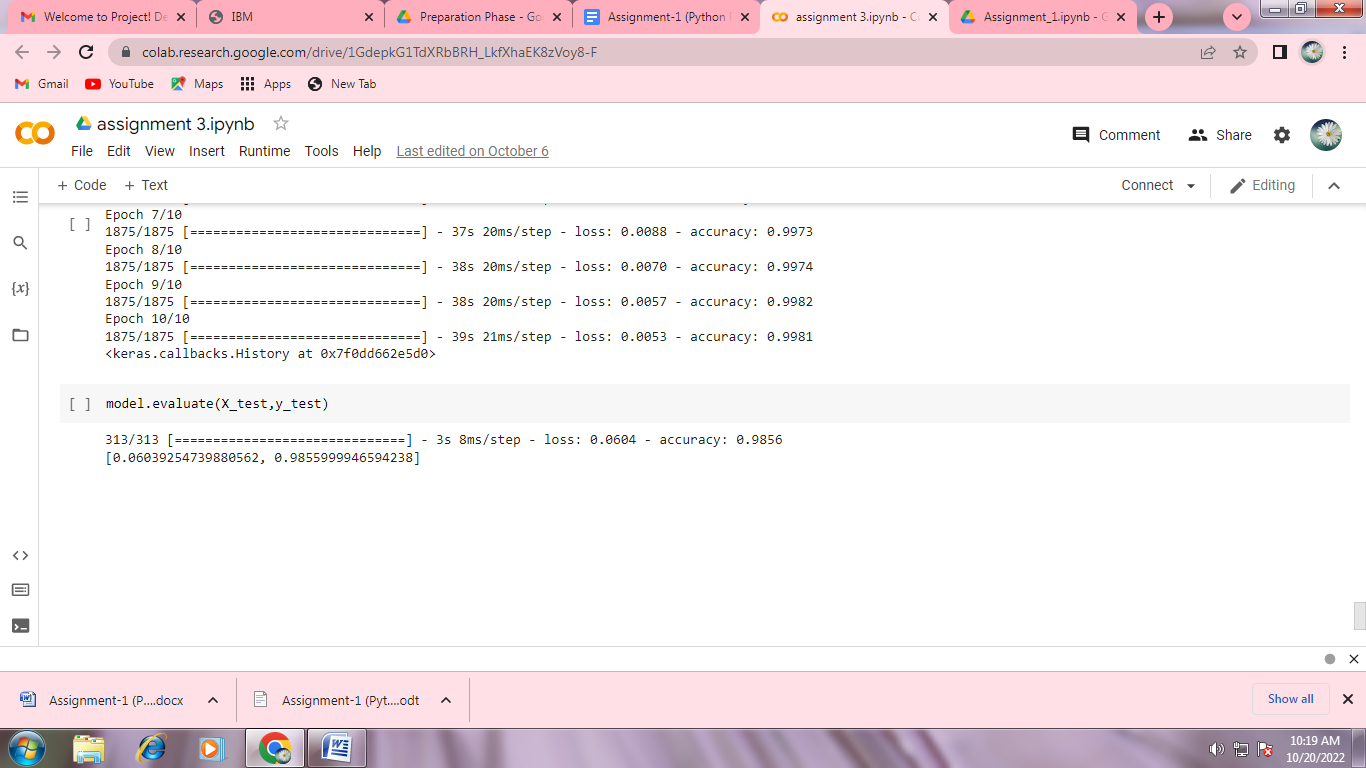 Welcome to Project! De
IBM
Preparation Phase - Go
Assignment-1 (Python
assignment 3.ipynb - C
Assignment_1.ipynb - G
colab.research.google.com/drive/1GdepkG1TdXRbBRH_LkfXhaEK8zVoy8-F
Gmail
YouTube
Maps
Apps
New Tab
assignment 3.ipynb
Comment
Share
File Edit View Insert Runtime Tools Help Last edited on October 6
+ Code + Text
Connect
Editing
Epoch 7/10
[ ]
1875/1875 [==============================] - 37s 20ms/step - loss: 0.0088 - accuracy: 0.9973
Epoch 8/10
1875/1875 [==============================] - 38s 20ms/step - loss: 0.0070 - accuracy: 0.9974
Epoch 9/10
1875/1875 [==============================] - 38s 20ms/step - loss: 0.0057 - accuracy: 0.9982
Epoch 10/10
1875/1875 [==============================] - 39s 21ms/step - loss: 0.0053 - accuracy: 0.9981
<keras.callbacks.History at 0x7f0dd662e5d0>
[ ] model.evaluate(X_test,y_test)
313/313 [==============================] - 3s 8ms/step - loss: 0.0604 - accuracy: 0.9856
[0.06039254739880562, 0.9855999946594238]
Assignment-1 (P....docx
Assignment-1 (Pyt....odt
Show all
10:19 AM
10/20/2022